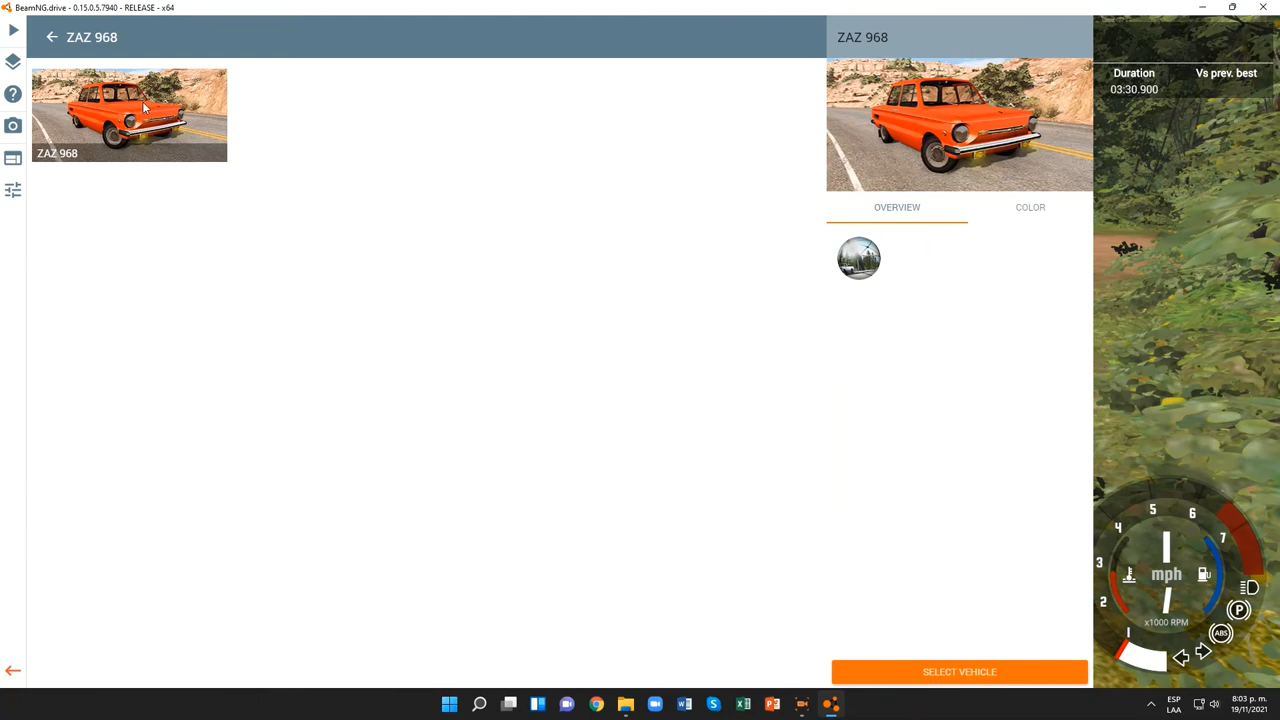 BeamNG.drive - 0.15.0.5.7940 - RELEASE - x64
ZAZ 968
ZAZ 968
ZAZ 968
OVERVIEW
COLOR
SELECT VEHICLE
Duration
Vs prev. best
03:30.900
5
6
4
7
3
2
1
mph
x1000 RPM
P
ABS
ESP
LAA
8:03 p. m.
19/11/2021